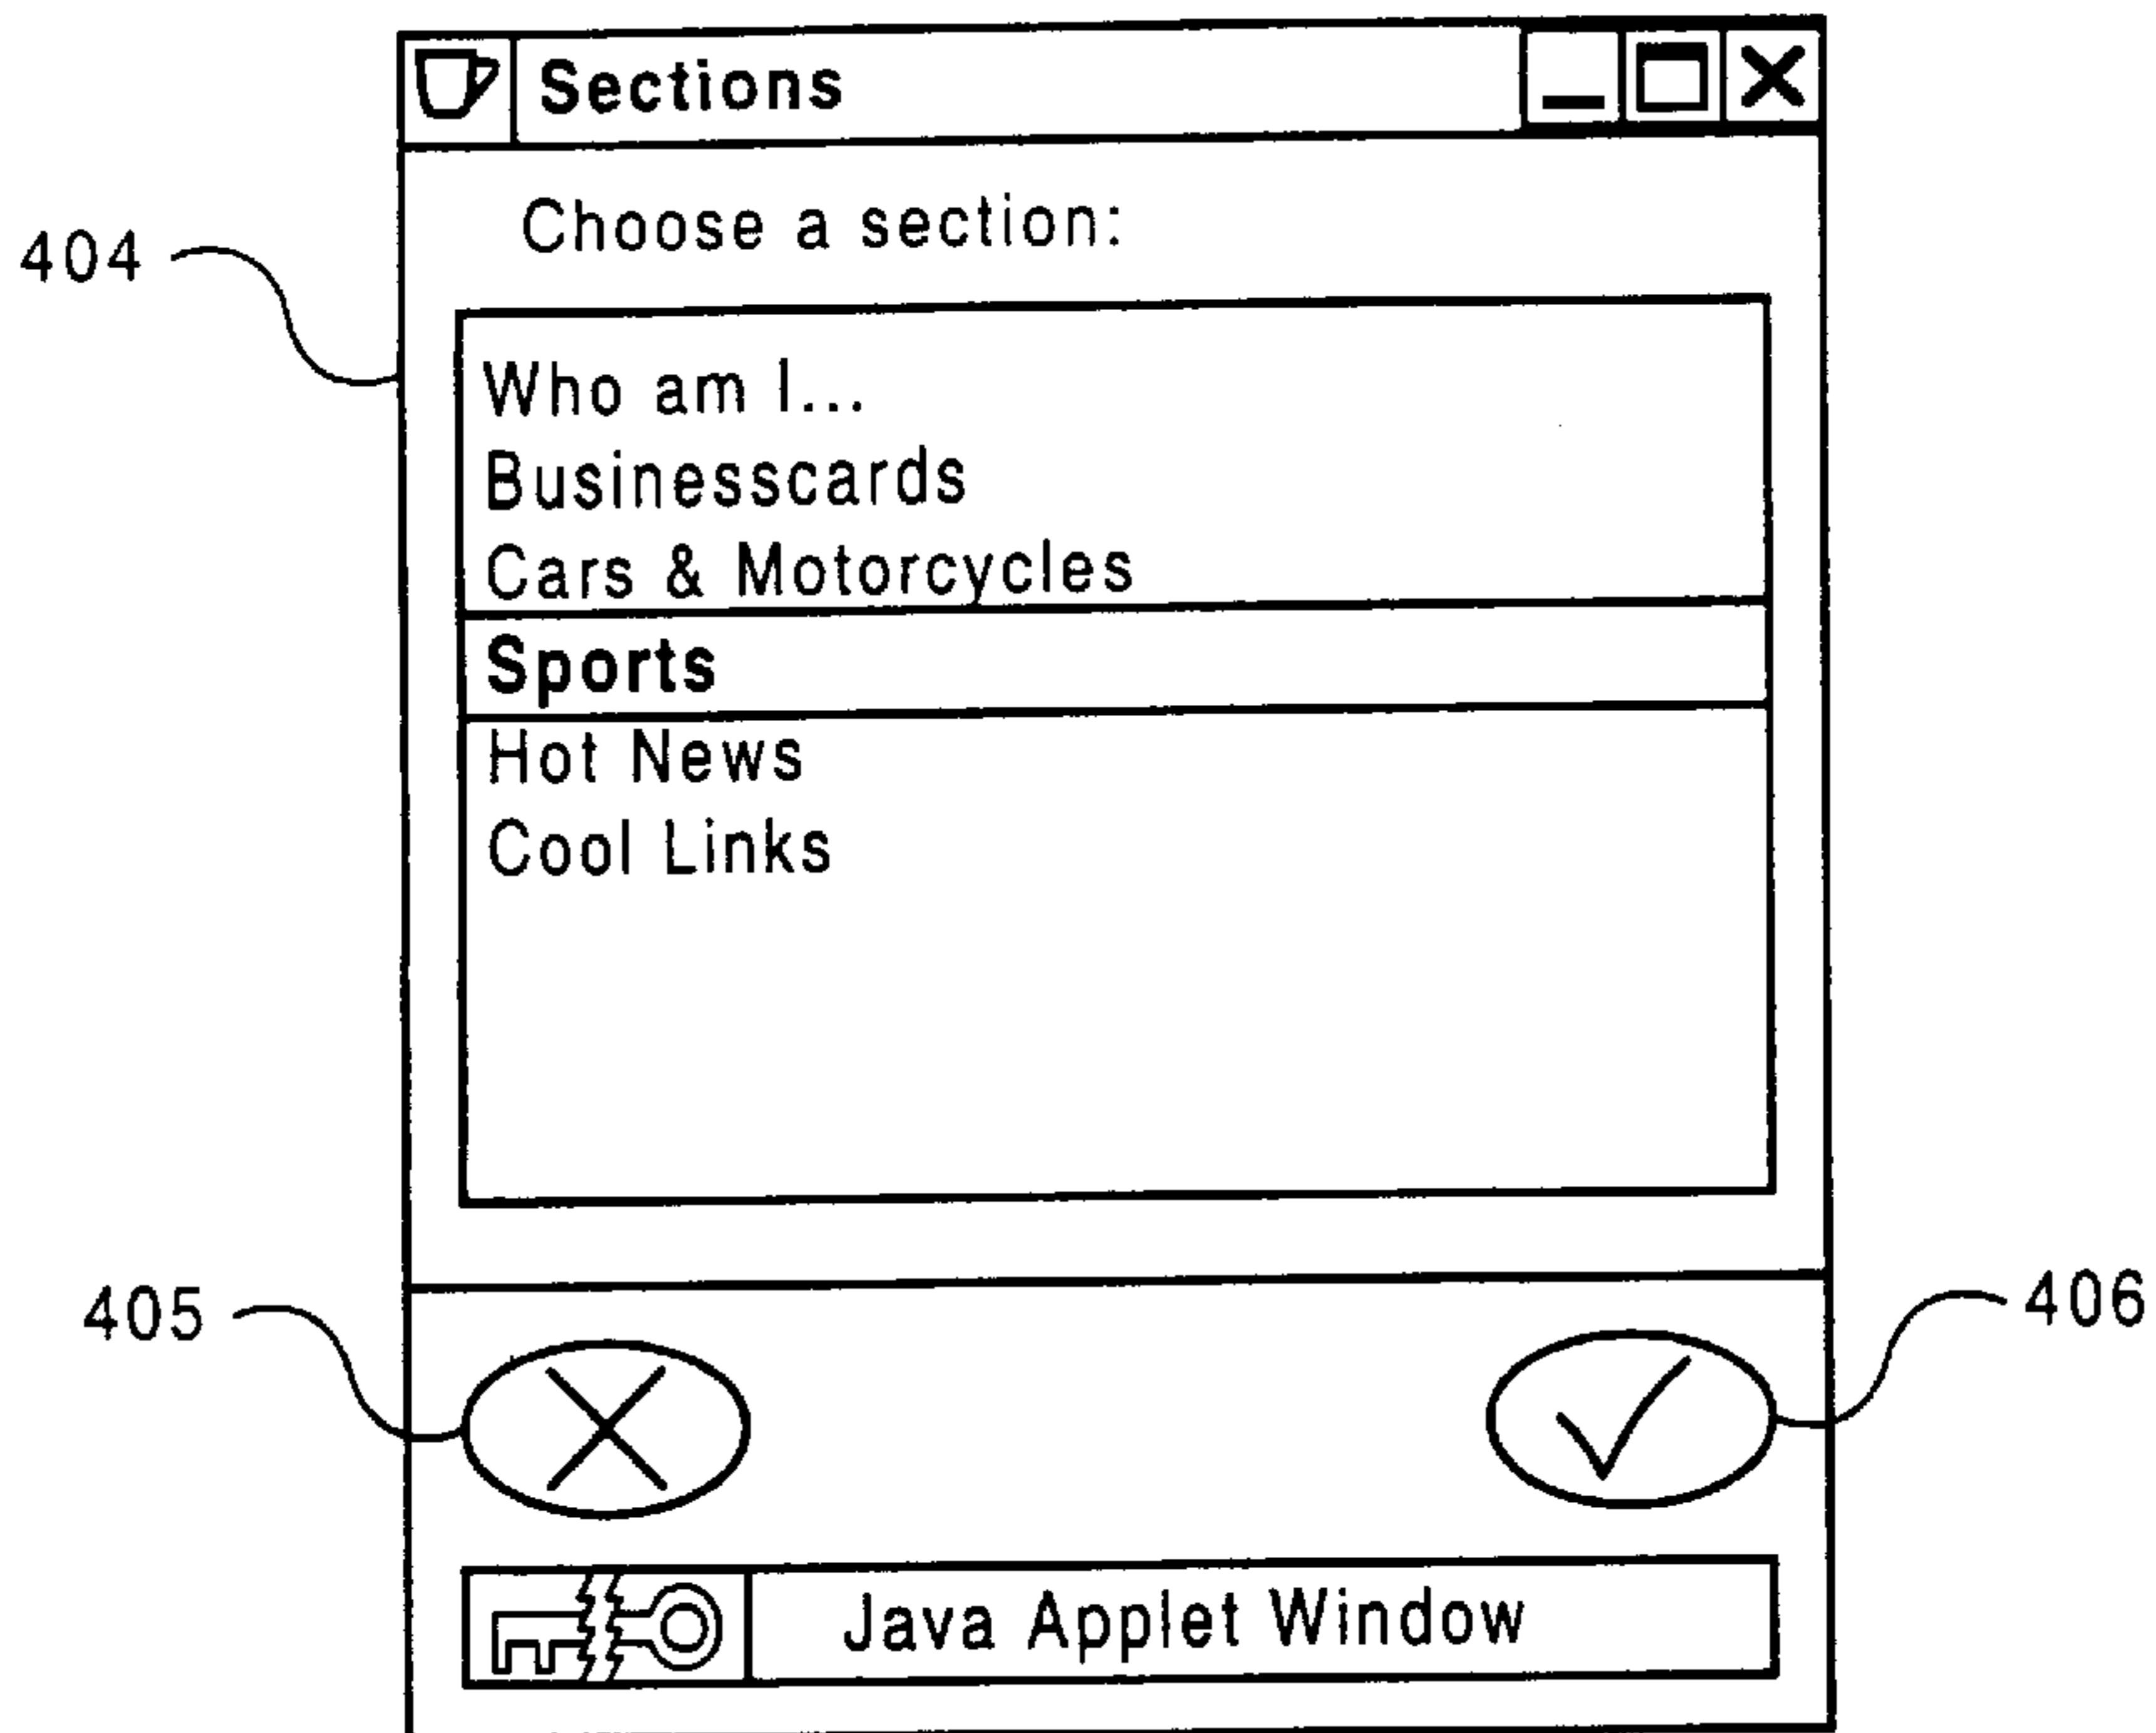 Sections
Choose a section:
404
Who am I...
Businesscards
Cars & Motorcycles
Sports
Hot News
Cool Links
405
406
Java Applet Window